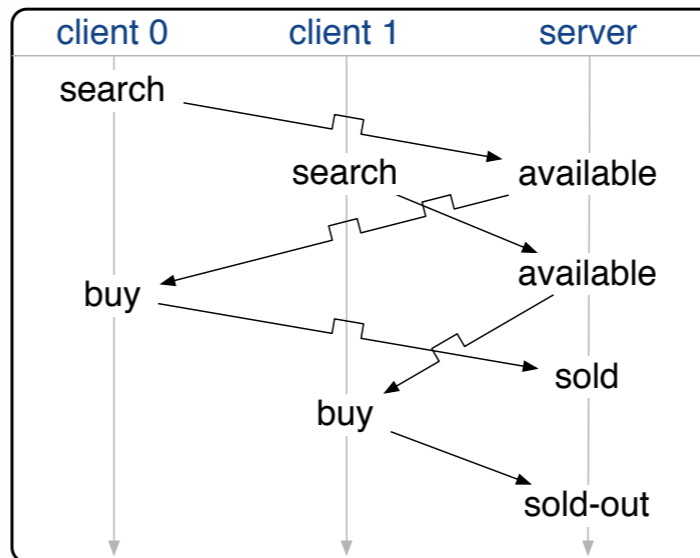 client 0 client 1 server
search
search available
available
buy
sold
buy
sold-out